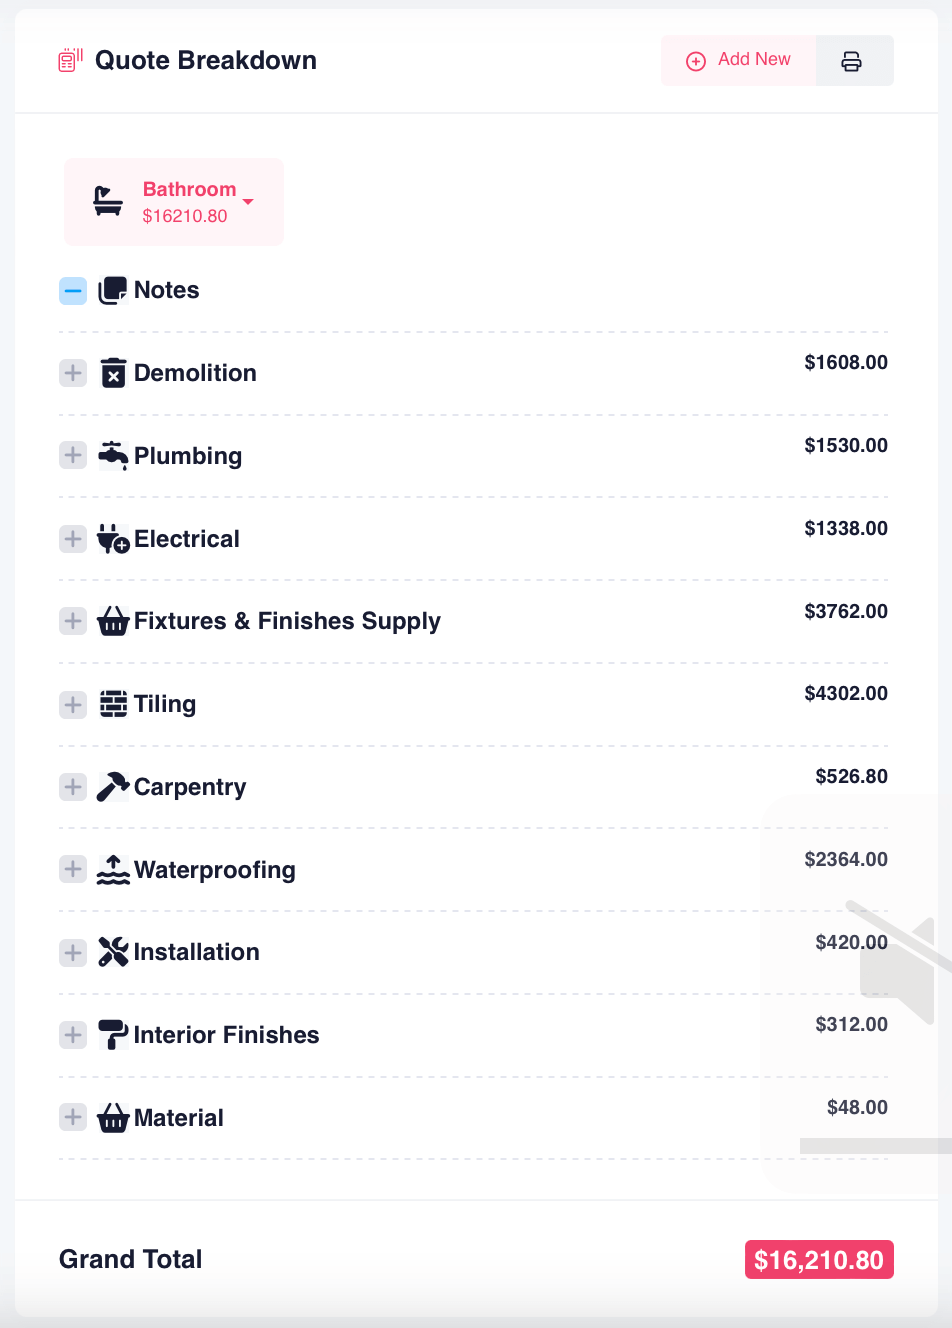 Quote Breakdown
Add New
Bathroom
$16210.80
Notes
Demolition $1608.00
Plumbing $1530.00
Electrical $1338.00
Fixtures & Finishes Supply $3762.00
Tiling $4302.00
Carpentry $526.80
Waterproofing $2364.00
Installation $420.00
Interior Finishes $312.00
Material $48.00
Grand Total $16,210.80